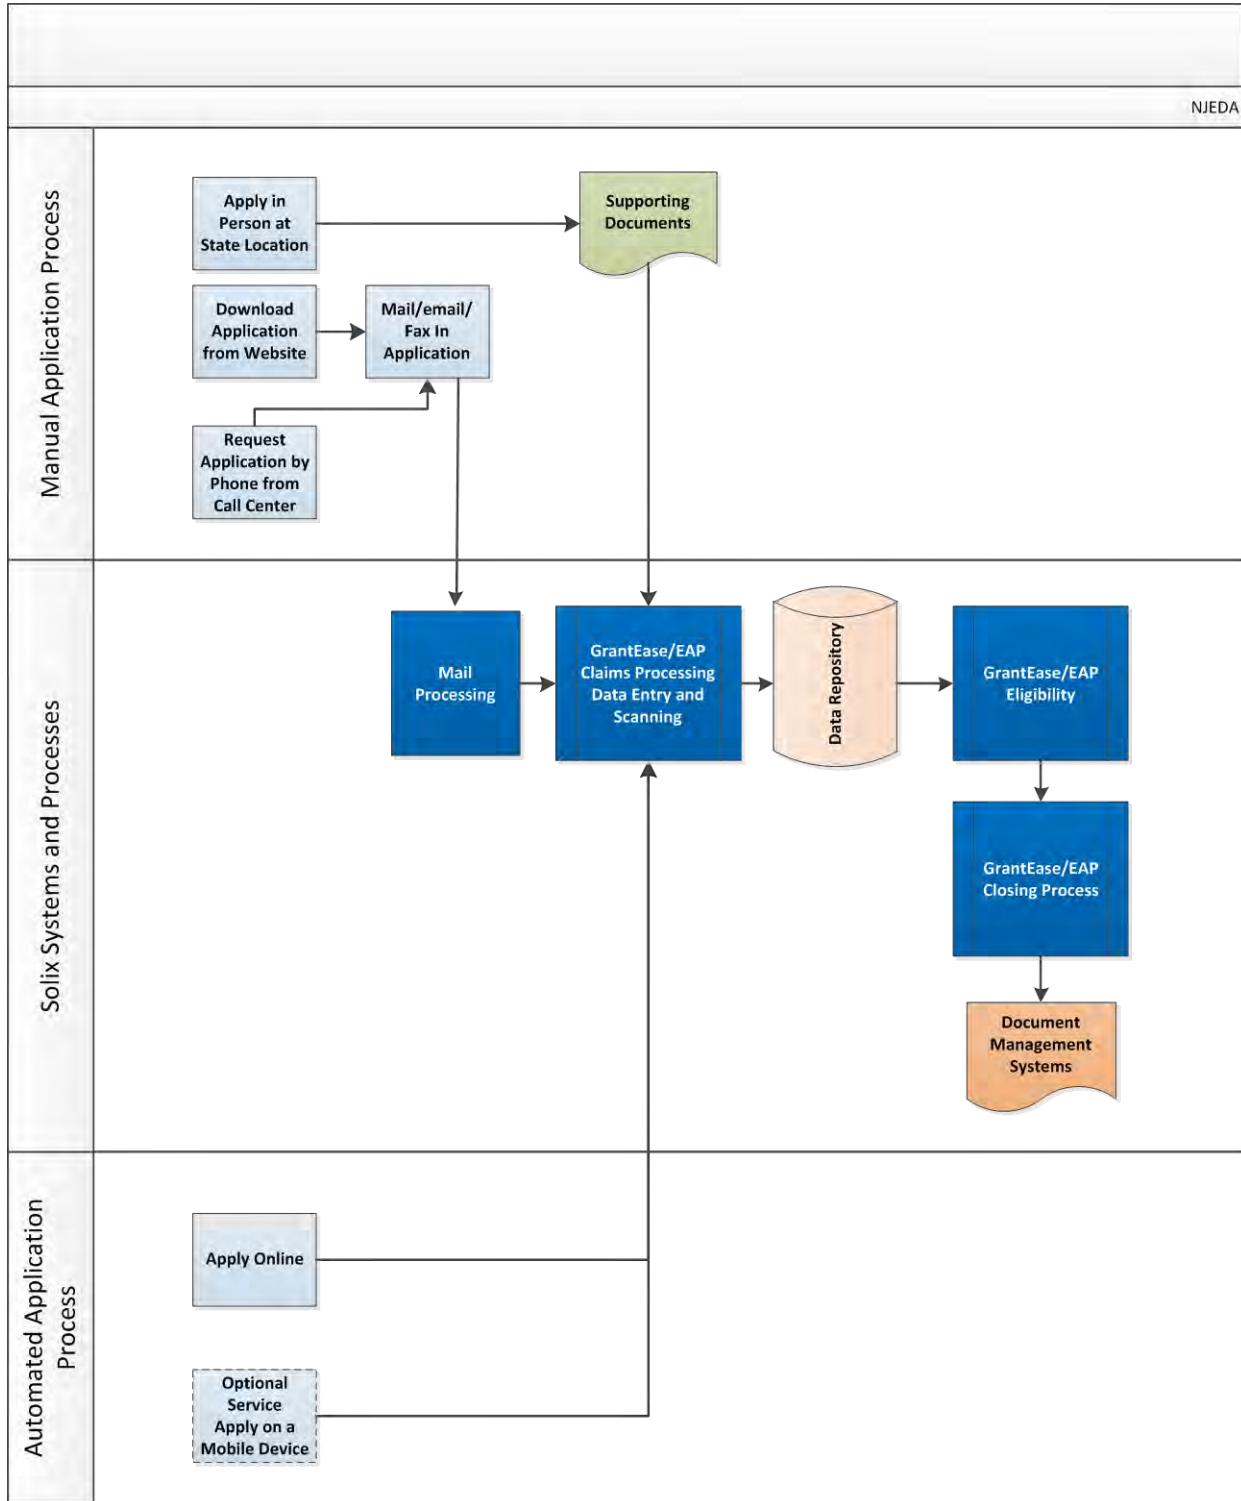 NJEDA
Manual Application Process
Apply in
Person at
State Location
Supporting
Documents
Download
Application
from Website
Mail/email/
Fax In
Application
Request
Application by
Phone from
Call Center
Solix Systems and Processes
Mail
Processing
GrantEase/EAP
Claims Processing
Data Entry and
Scanning
Data Repository
GrantEase/EAP
Eligibility
GrantEase/EAP
Closing Process
Document
Management
Systems
Automated Application
Process
Apply Online
Optional
Service
Apply on a
Mobile Device